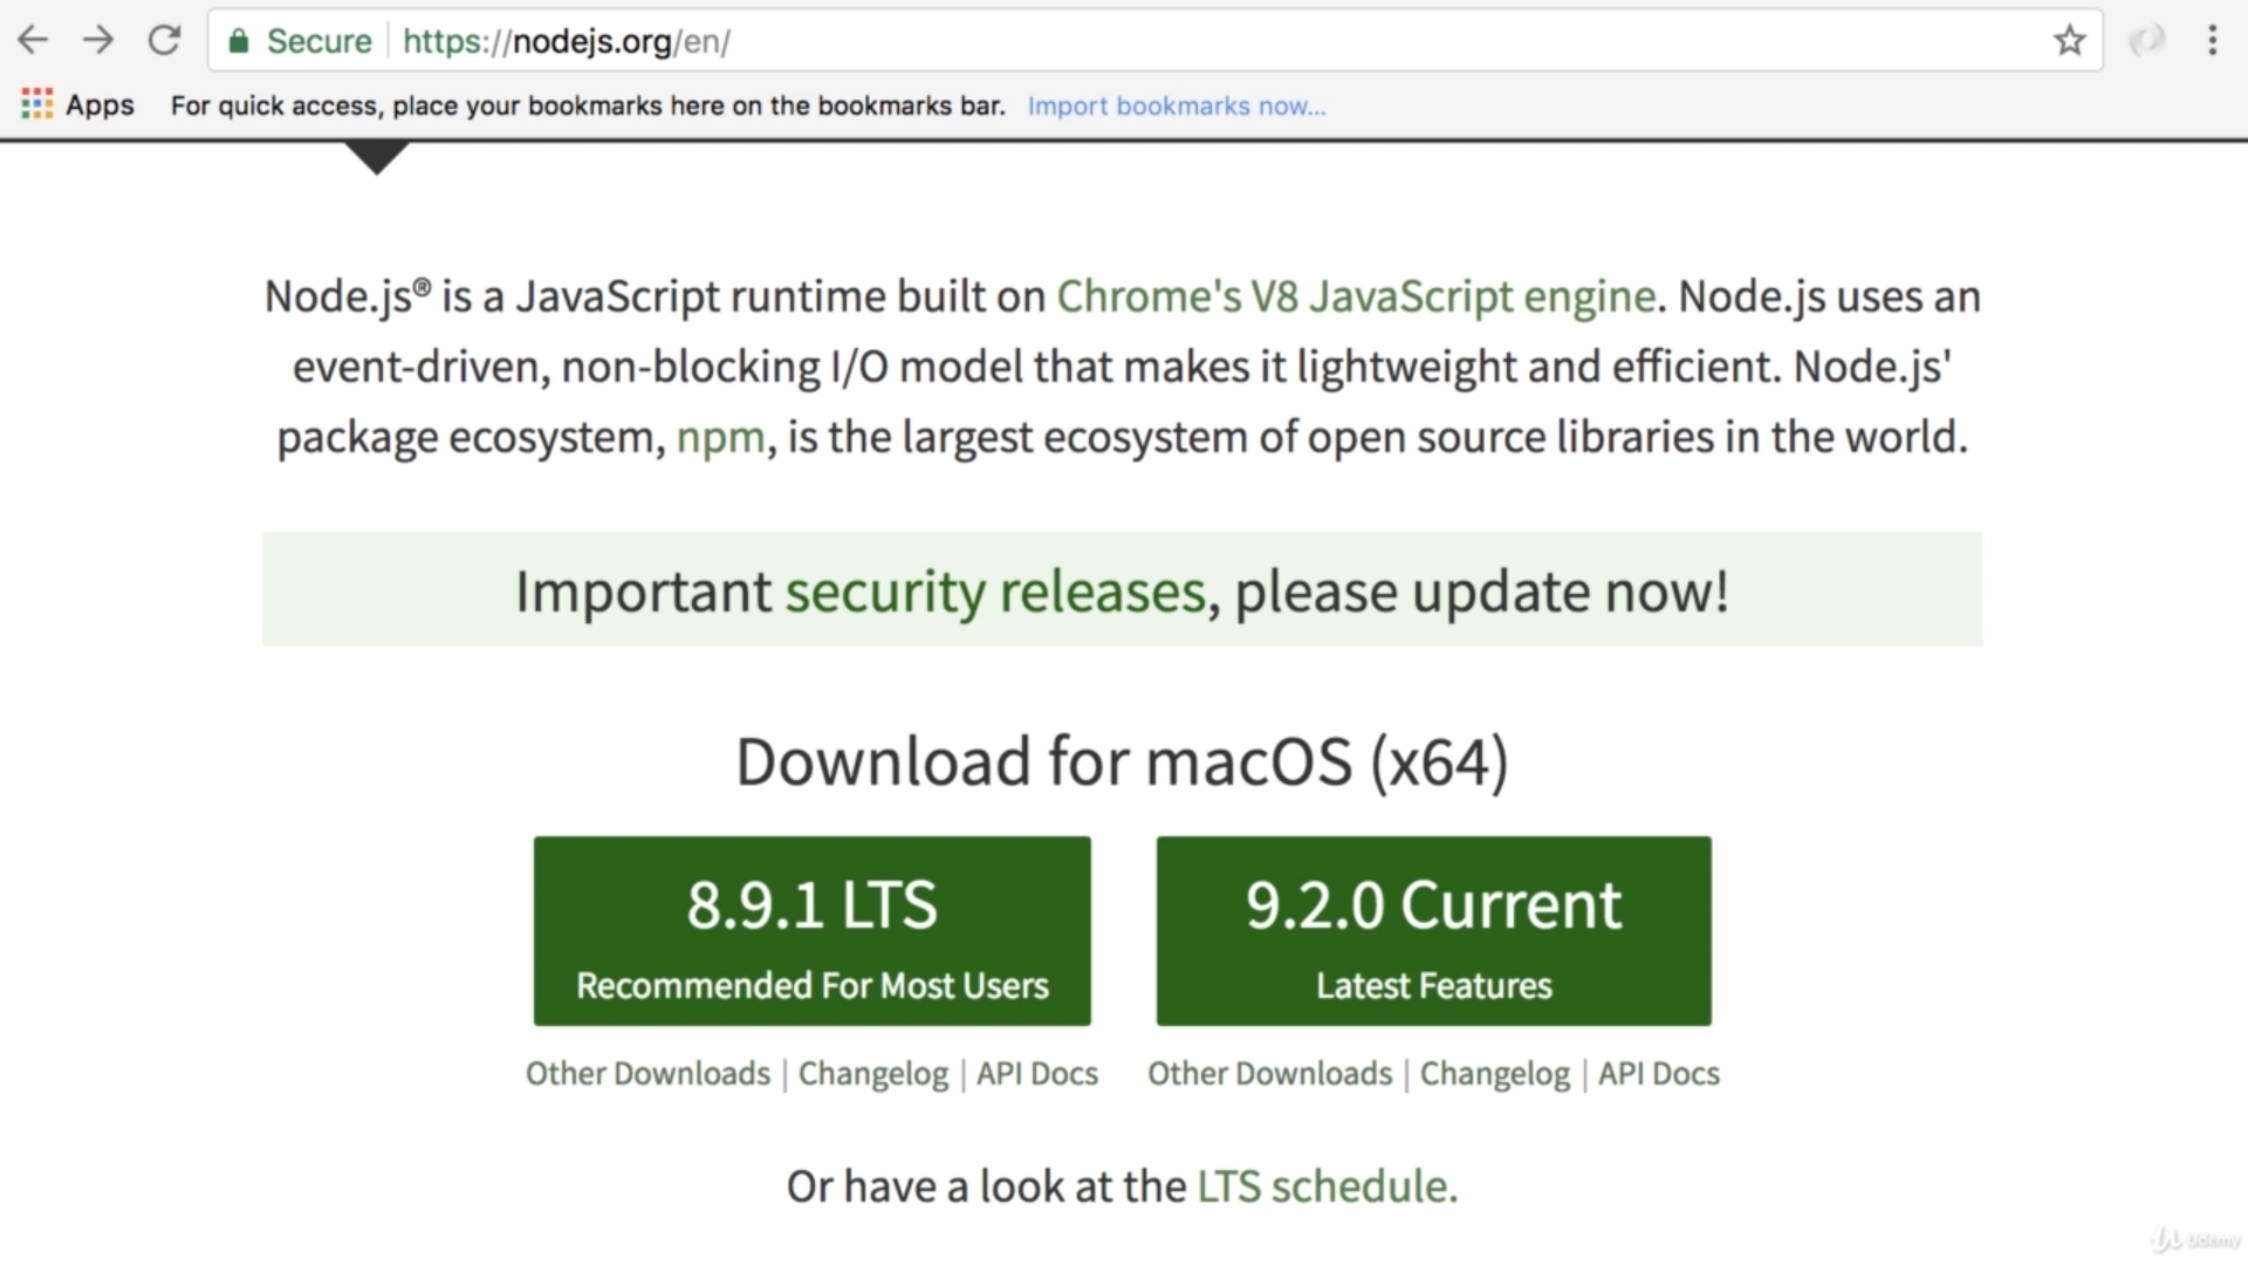 Secure https://nodejs.org/en/
Apps For quick access, place your bookmarks here on the bookmarks bar. Import bookmarks now...
Node.js® is a JavaScript runtime built on Chrome's V8 JavaScript engine. Node.js uses an
event-driven, non-blocking I/O model that makes it lightweight and efficient. Node.js'
package ecosystem, npm, is the largest ecosystem of open source libraries in the world.
Important security releases, please update now!
Download for macOS (x64)
8.9.1 LTS
Recommended For Most Users
9.2.0 Current
Latest Features
Other Downloads | Changelog | API Docs
Other Downloads | Changelog | API Docs
Or have a look at the LTS schedule.
Udemy